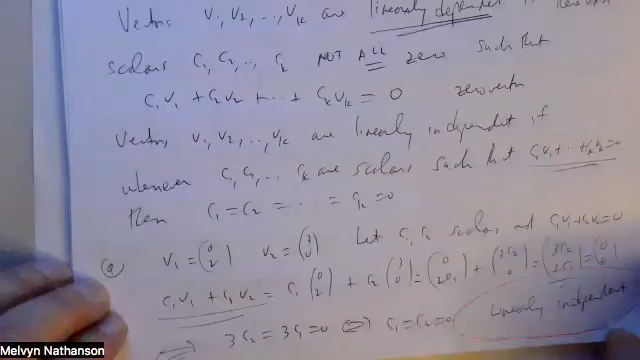 Vectors v₁, v₂, ..., vₖ are linearly dependent if
scalars c₁, c₂, .., cₖ NOT ALL zero such that
c₁v₁ + c₂v₂ + ... + cₖvₖ = 0 zero vector
Vectors v₁, v₂, .., vₖ are linearly independent if
whenever c₁, c₂, ... cₖ are scalars such that c₁v₁ + ... + cₖvₖ = 0
then c₁ = c₂ = ... = cₖ = 0
(a) v₁ = (0 2) v₂ = (3 0) Let c₁, c₂ scalars and c₁v₁ + c₂v₂ = 0
c₁v₁ + c₂v₂ = c₁ (0 2) + c₂ (3 0) = (0 2c₁) + (3c₂ 0) = (3c₂ 2c₁) = (0 0)
⟺ 3c₂ = 3c₁ = 0 ⟺ c₁ = c₂ = 0 Linearly independent
Melvyn Nathanson